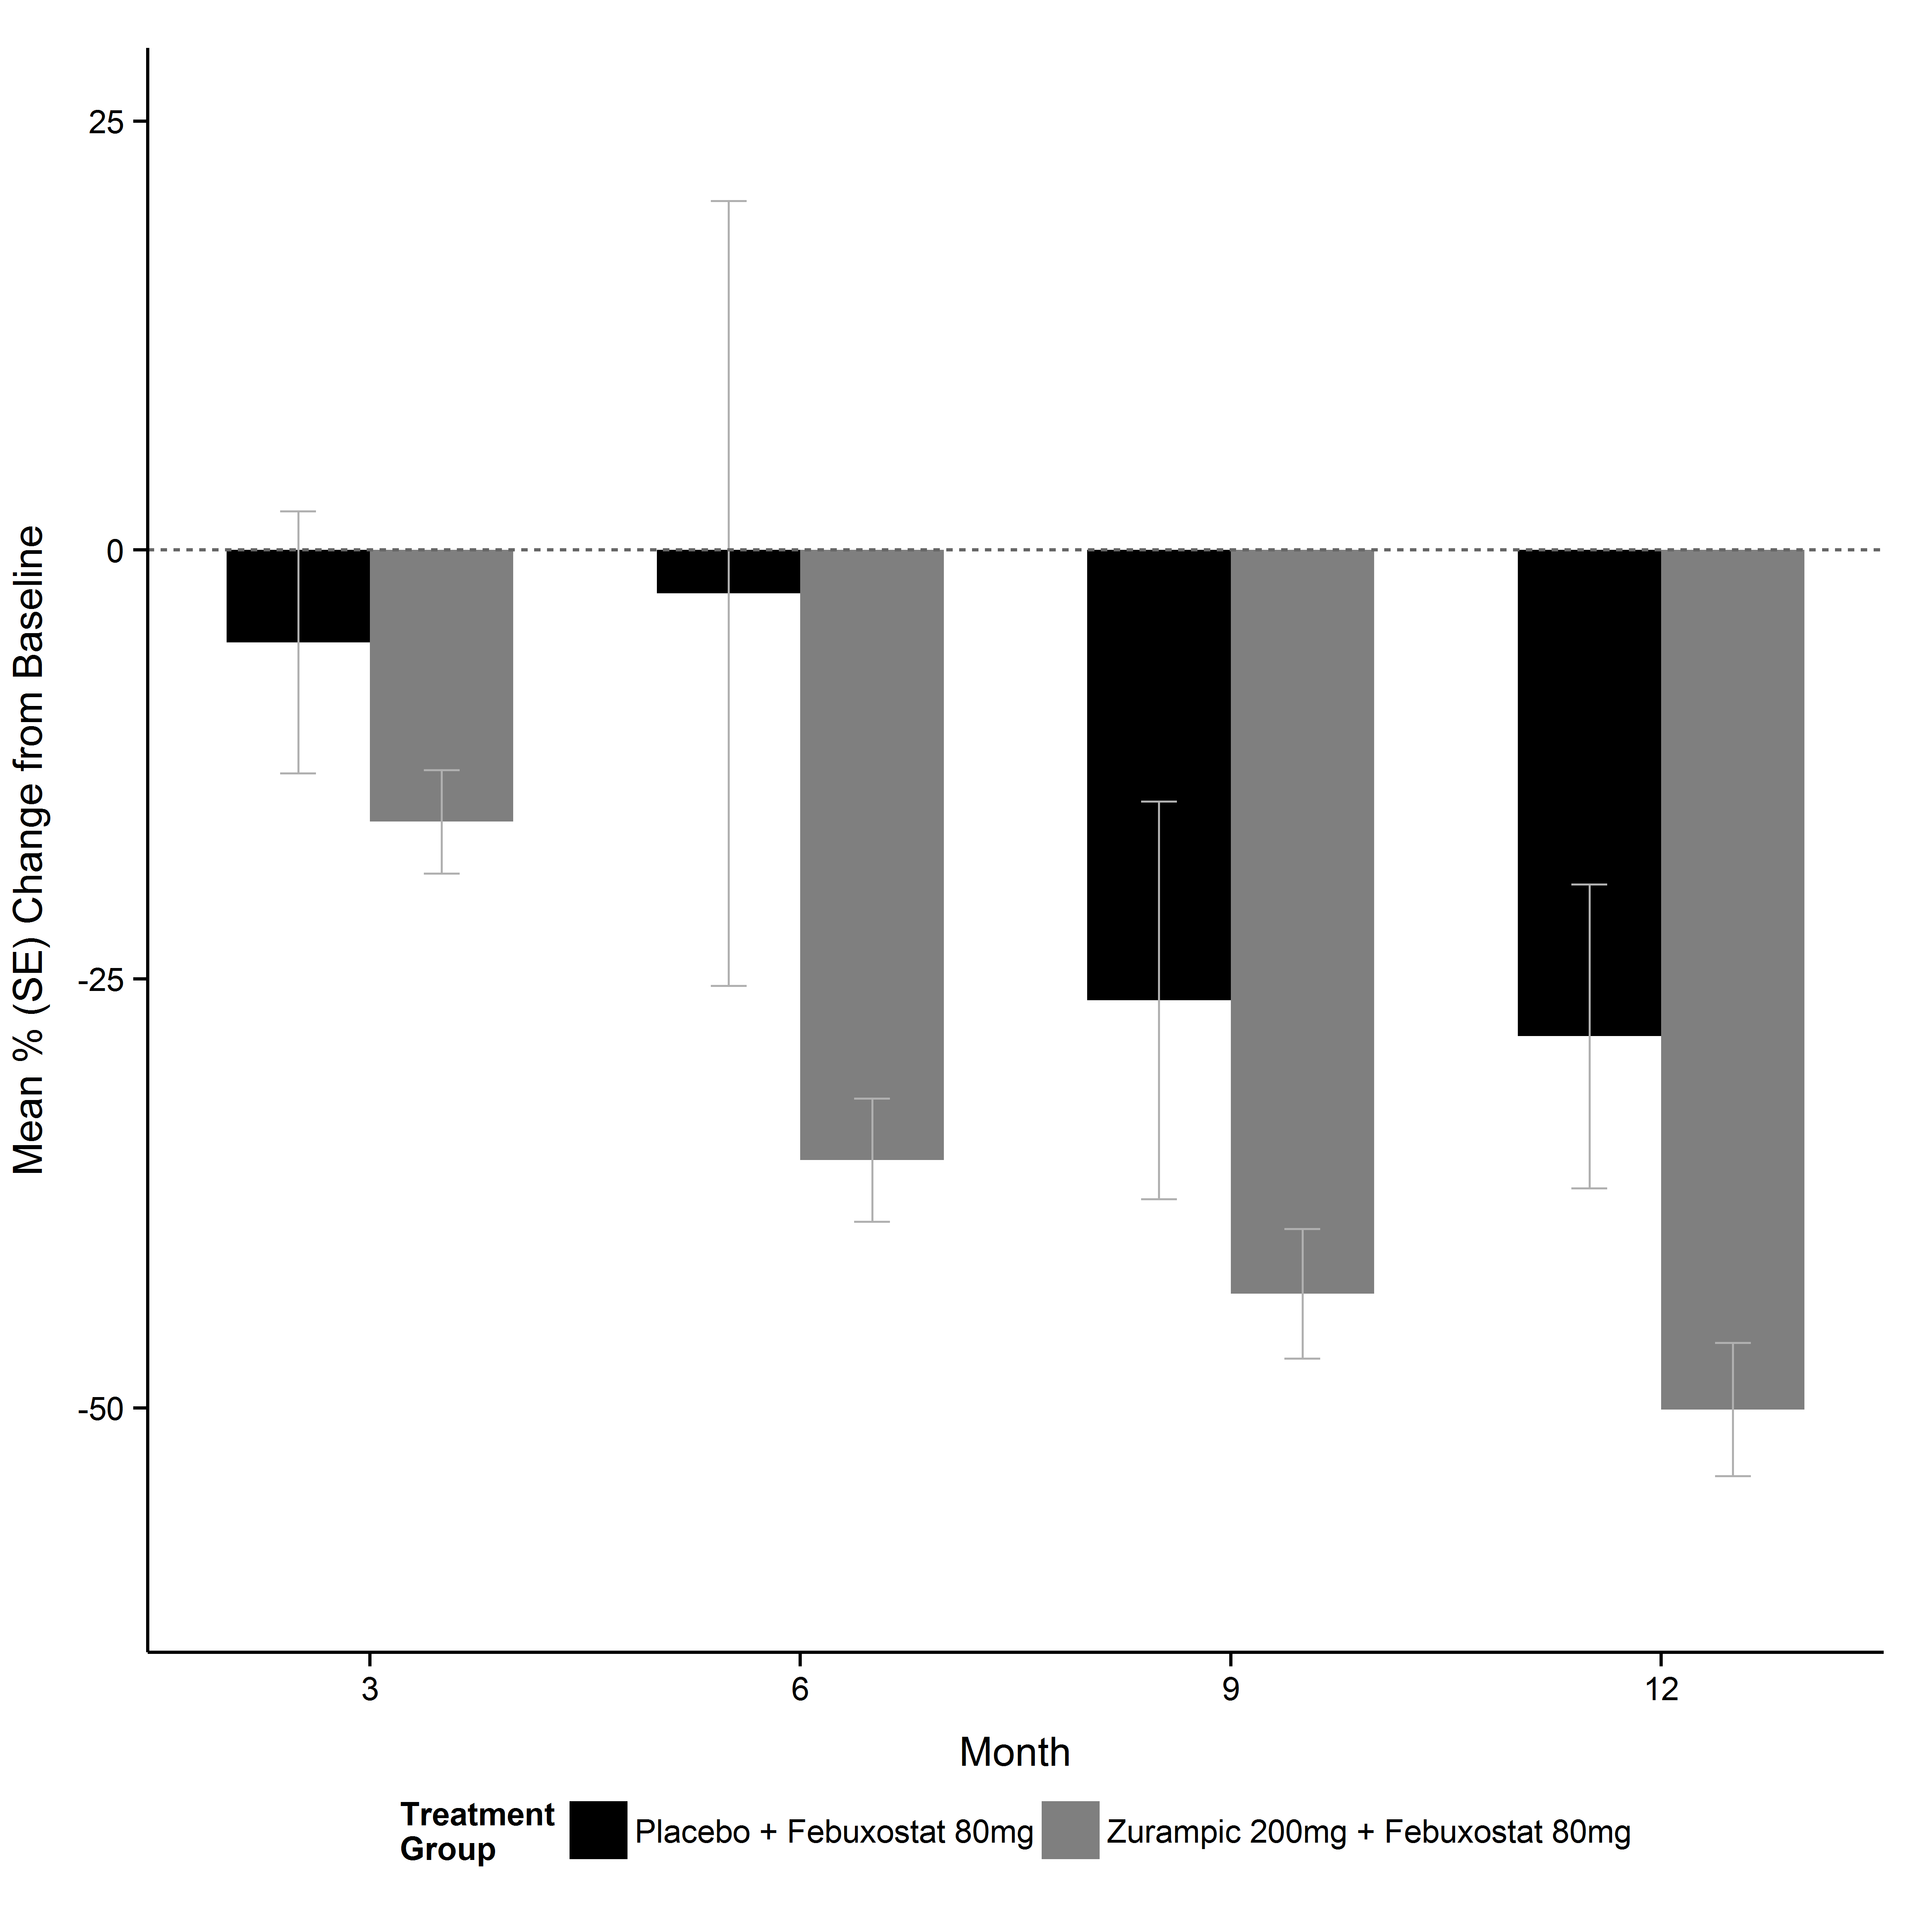 Mean % (SE) Change from Baseline
25
0
-25
-50
3 6 9 12
Month
Treatment
Group
Placebo + Febuxostat 80mg
Zurampic 200mg + Febuxostat 80mg